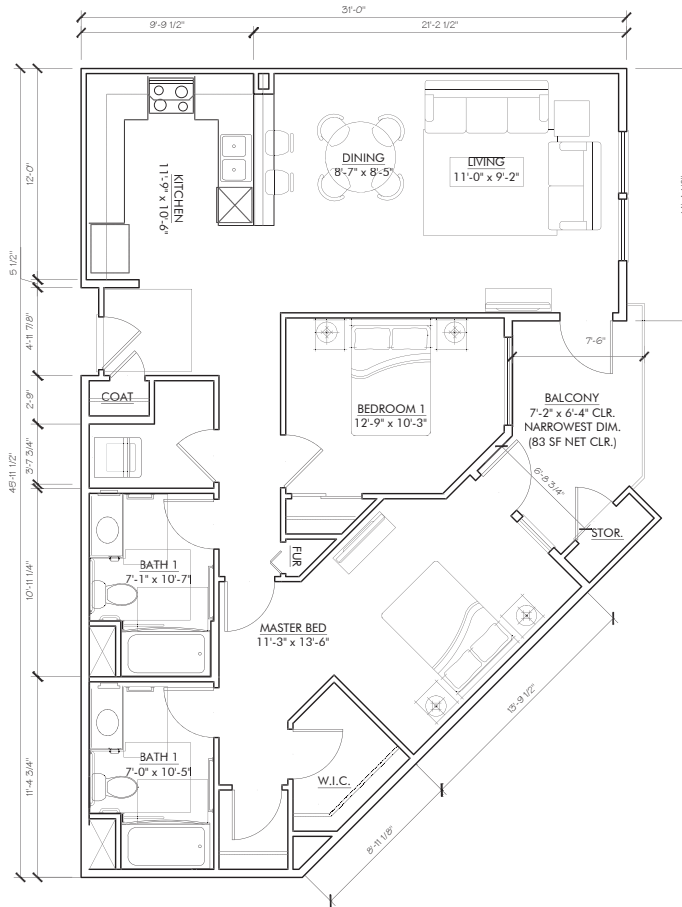 31'-0"
9'-9 1/2"
21'-2 1/2"
12'-0"
5 1/2"
4'-11 7/8"
2'-9"
3'-7 3/4"
10'-11 1/4"
11'-4 3/4"
KITCHEN
11'-9" x 10'-6"
DINING
8'-7" x 8'-5"
LIVING
11'-0" x 9'-2"
COAT
BEDROOM 1
12'-9" x 10'-3"
7'-6"
BALCONY
7'-2" x 6'-4" CLR.
NARROWEST DIM.
(83 SF NET CLR.)
6'-8 3/4"
STOR.
FUR
BATH 1
7'-1" x 10'-7"
MASTER BED
11'-3" x 13'-6"
13'-9 1/2"
BATH 1
7'-0" x 10'-5"
W.I.C.
8'-11 1/8"